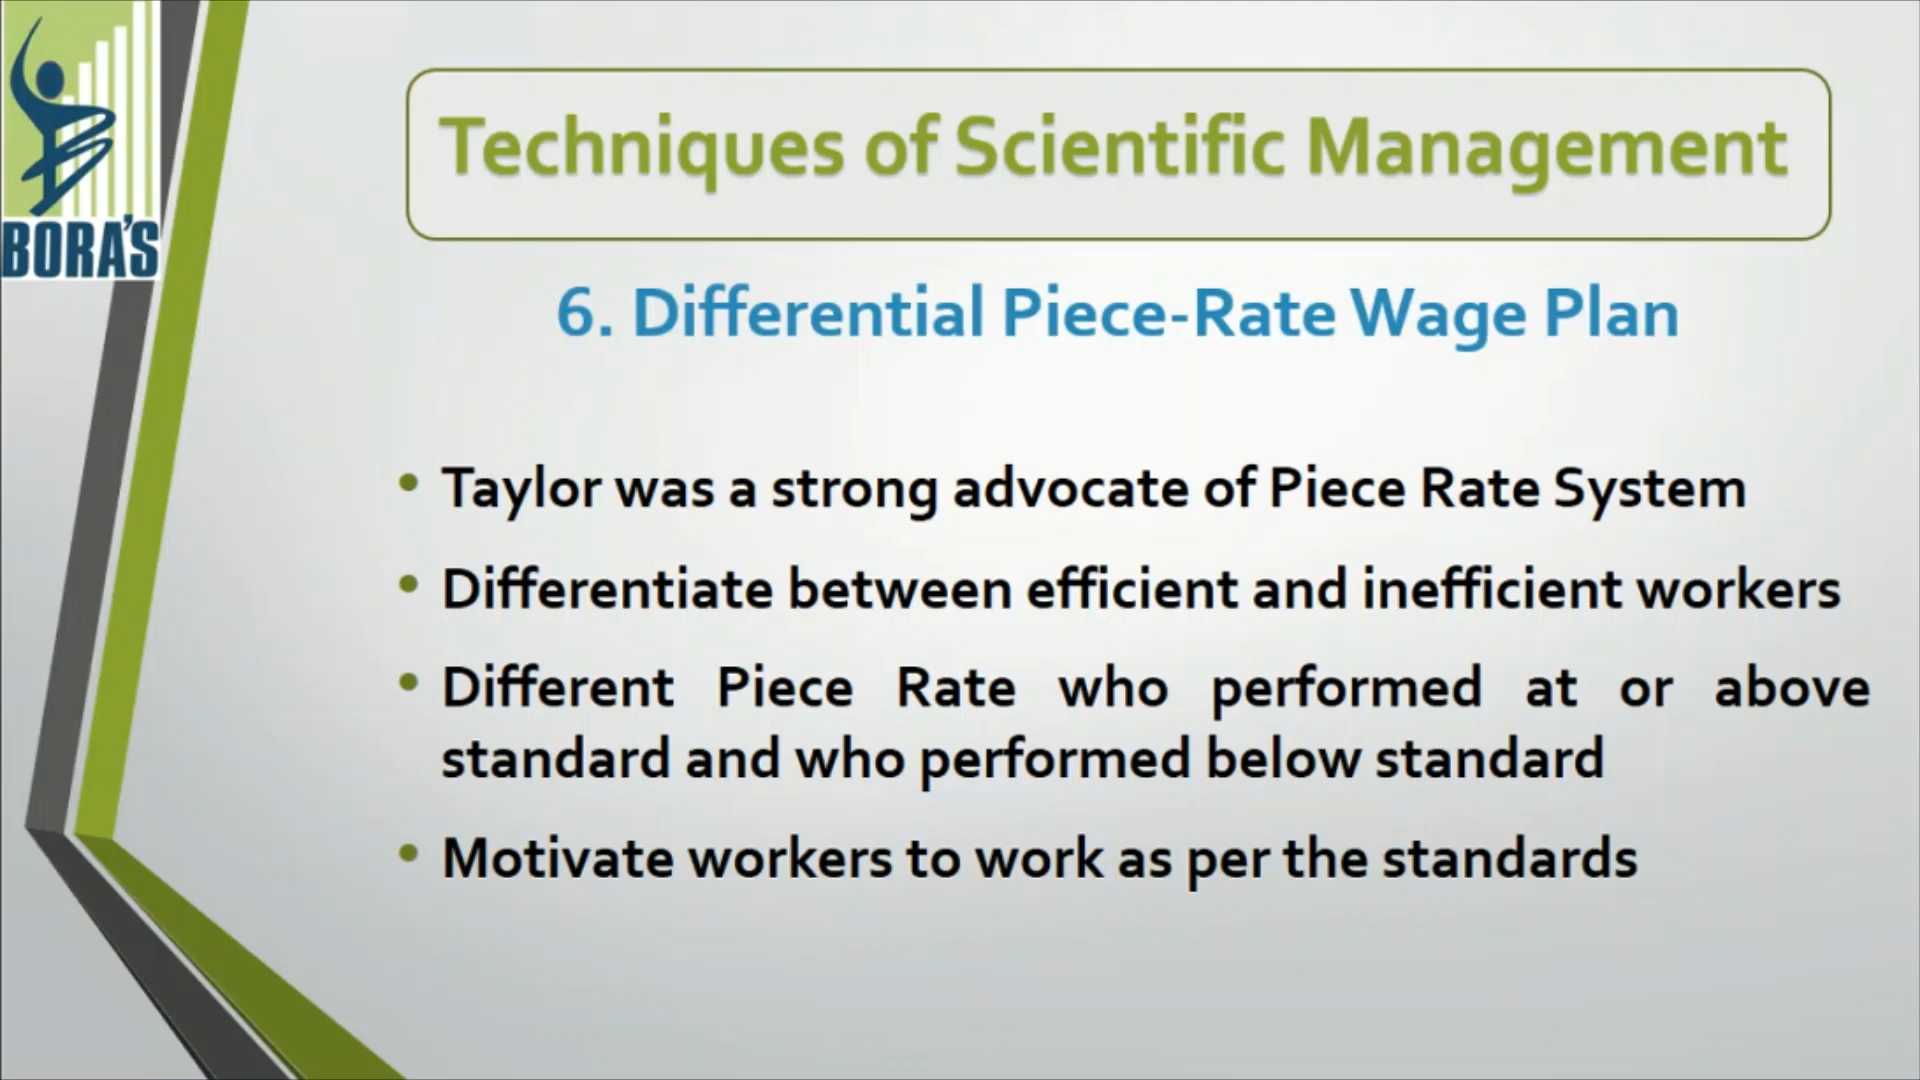 BORA'S
Techniques of Scientific Management
6. Differential Piece-Rate Wage Plan
• Taylor was a strong advocate of Piece Rate System
• Differentiate between efficient and inefficient workers
• Different Piece Rate who performed at or above
standard and who performed below standard
• Motivate workers to work as per the standards